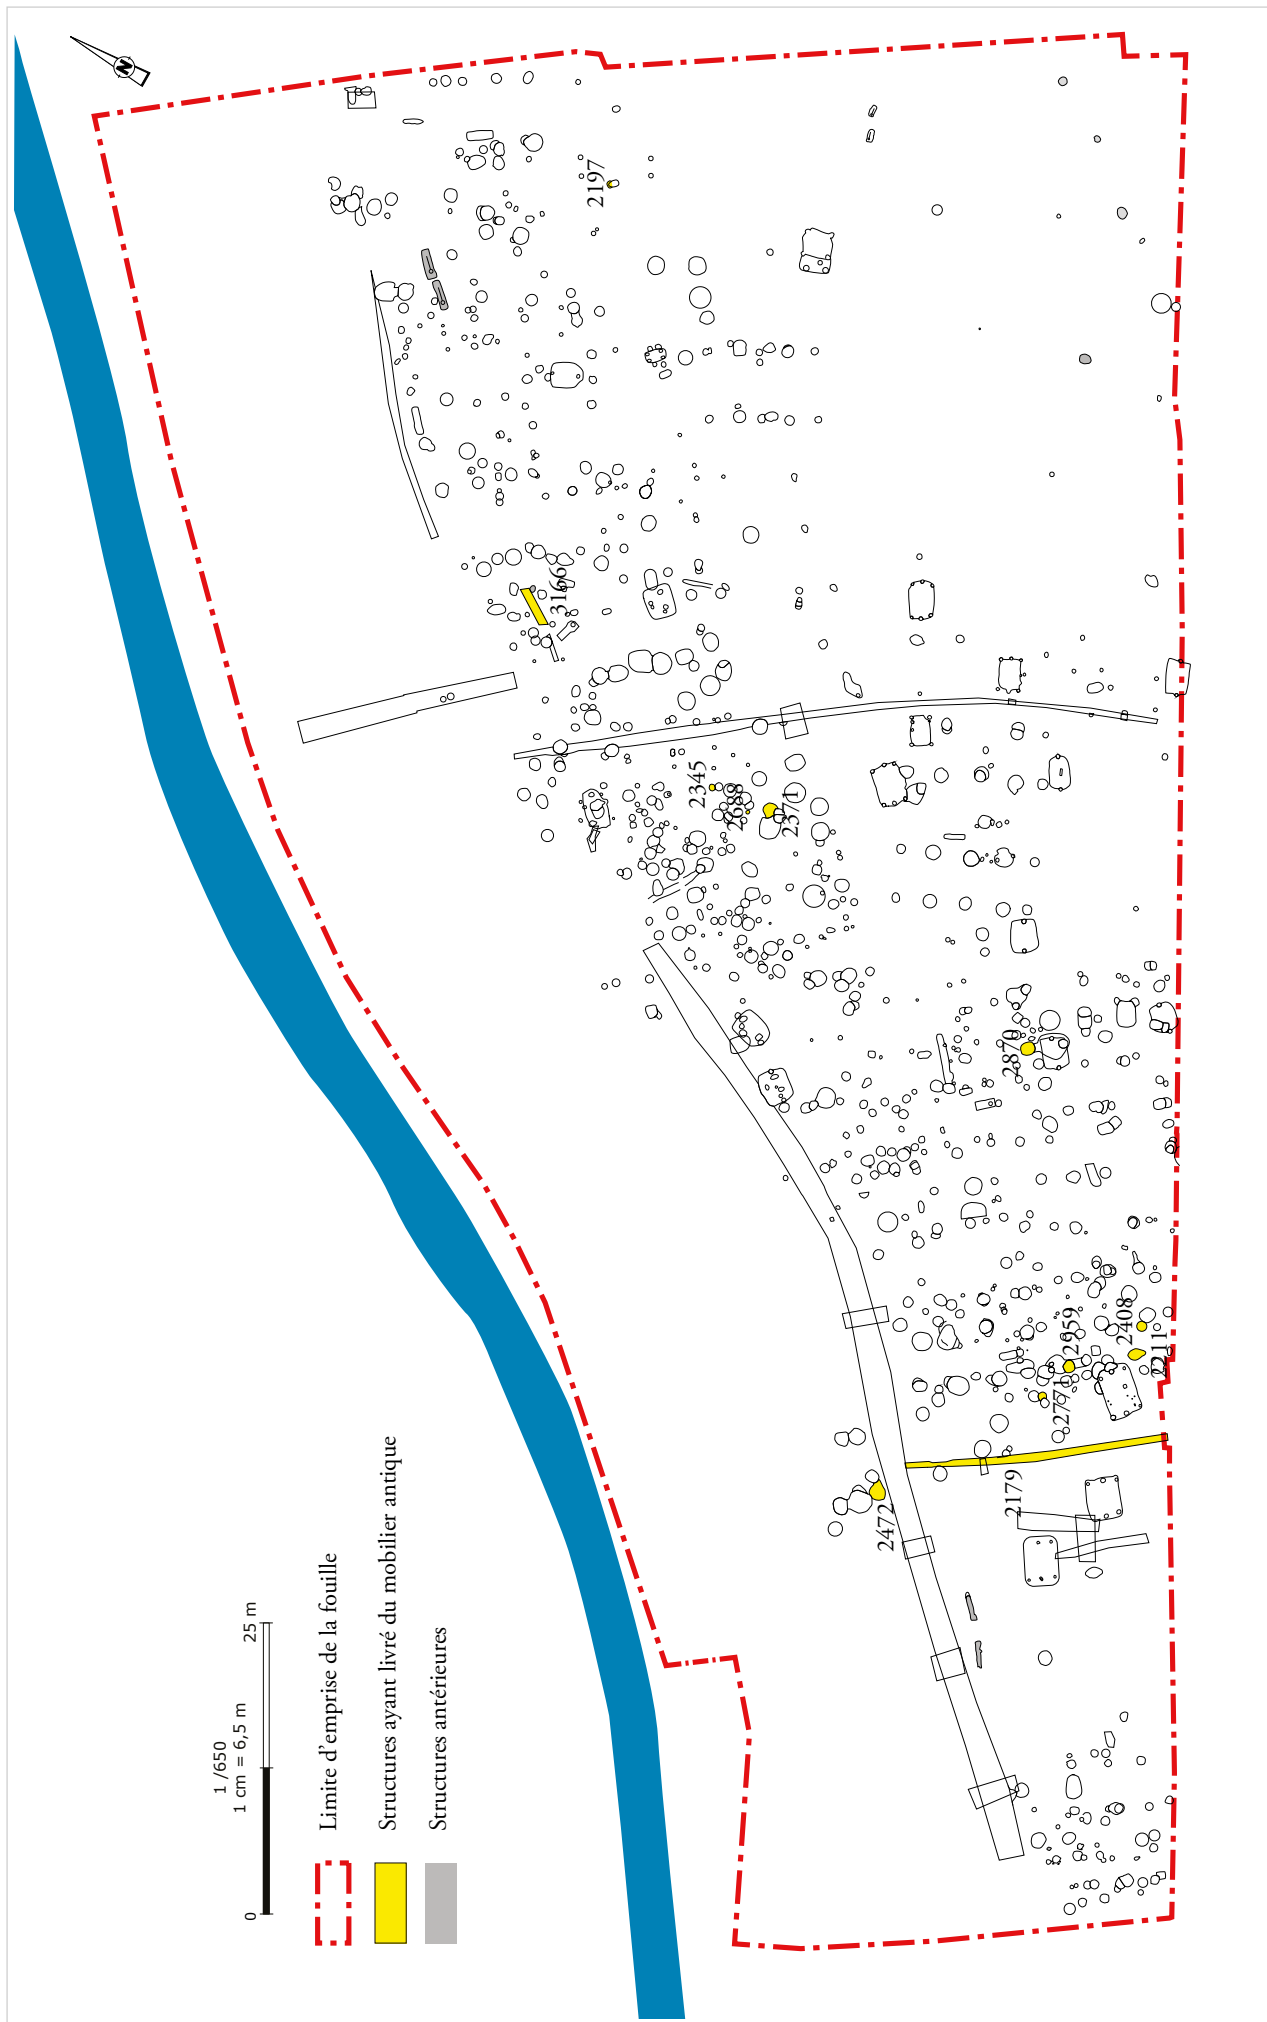 N
1 /650
1 cm = 6,5 m
0
25 m
Limite d'emprise de la fouille
Structures ayant livré du mobilier antique
Structures antérieures
2197
3166
2345
2688
2371
2870
2408
2959
2211
2771
2179
2472